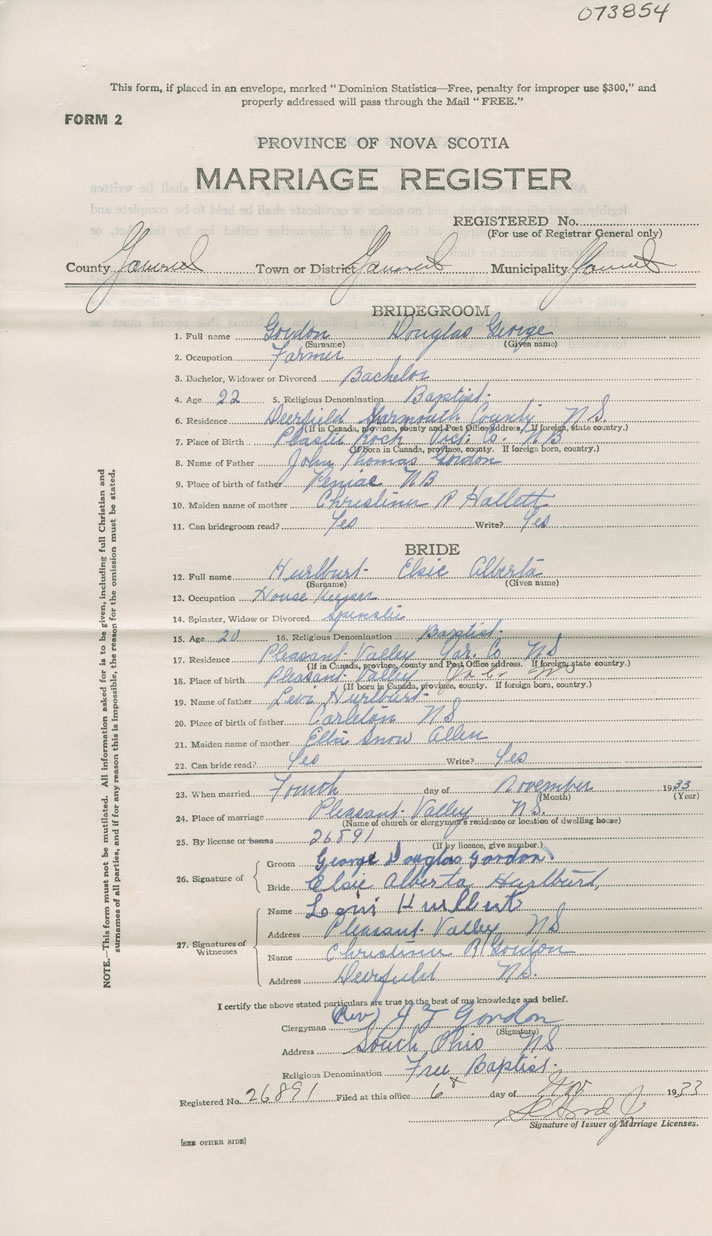 073854
This form, if placed in an envelope, marked "Dominion Statistics—Free, penalty for improper use $300," and
properly addressed will pass through the Mail "FREE."
FORM 2
PROVINCE OF NOVA SCOTIA
MARRIAGE REGISTER
REGISTERED No.
(For use of Registrar General only)
County Yarmouth Town or District Yarmouth Municipality Yarmouth
BRIDEGROOM
1. Full name Gordon Douglas George
(Surname) (Given name)
2. Occupation Farmer
3. Bachelor, Widower or Divorced Bachelor
4. Age 22 5. Religious Denomination Baptist
6. Residence Deerfield Yarmouth County N.S.
(If in Canada, province, county and Post Office address. If foreign, state country.)
7. Place of Birth Plaster Rock Vict. Co. N B
(If born in Canada, province, county. If foreign born, country.)
8. Name of Father John Thomas Gordon
9. Place of birth of father Peniac N B
10. Maiden name of mother Christina R Hallett
11. Can bridegroom read? Yes Write? Yes
BRIDE
12. Full name Hurlburt Elsie Alberta
(Surname) (Given name)
13. Occupation House Keeper
14. Spinster, Widow or Divorced Spinster
15. Age 20 16. Religious Denomination Baptist
17. Residence Pleasant Valley Yar. Co NS
(If in Canada, province, county and Post Office address. If foreign, state country.)
18. Place of birth Pleasant Valley
(If born in Canada, province, county. If foreign born, country.)
19. Name of father Levi Hurlburt
20. Place of birth of father Carleton NS
21. Maiden name of mother Snow Allen
22. Can bride read? Yes Write? Yes
23. When married Fourth day of November 1933
(Month) (Year)
24. Place of marriage Pleasant Valley N.S.
(Name of church or clergyman's residence or location of dwelling house)
25. By license or banns 26891
(If by licence, give number.)
26. Signature of
Groom George Douglas Gordon
Bride Elsie Alberta Hurlburt
27. Signatures of
Witnesses
Name Hurlburt
Address Pleasant Valley NS
Name Christina R Gordon
Address Deerfield NS.
I certify the above stated particulars are true to the best of my knowledge and belief.
Clergyman (Rev) J T Gordon
(Signature)
Address South Ohio NS
Religious Denomination Free Baptist
Registered No. 26891 Filed at this office 6 day of Nov 1933
Signature of Issuer of Marriage Licenses.
[SEE OTHER SIDE]
NOTE.—This form must not be mutilated. All information asked for is to be given, including full Christian and
surnames of all parties, and if for any reason this is impossible, the reason for the omission must be stated.